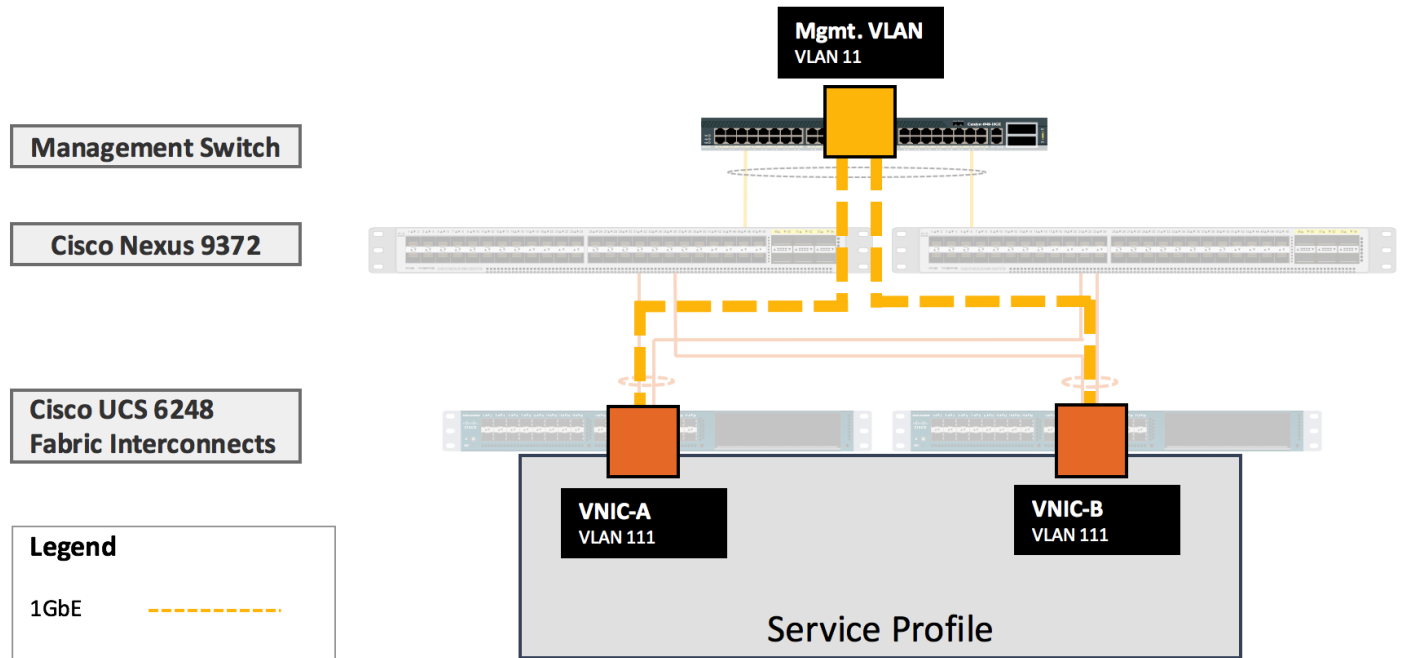 Mgmt. VLAN
VLAN 11
Management Switch
Cisco Nexus 9372
Cisco UCS 6248
Fabric Interconnects
VNIC-A
VLAN 111
VNIC-B
VLAN 111
Legend
1GbE
Service Profile